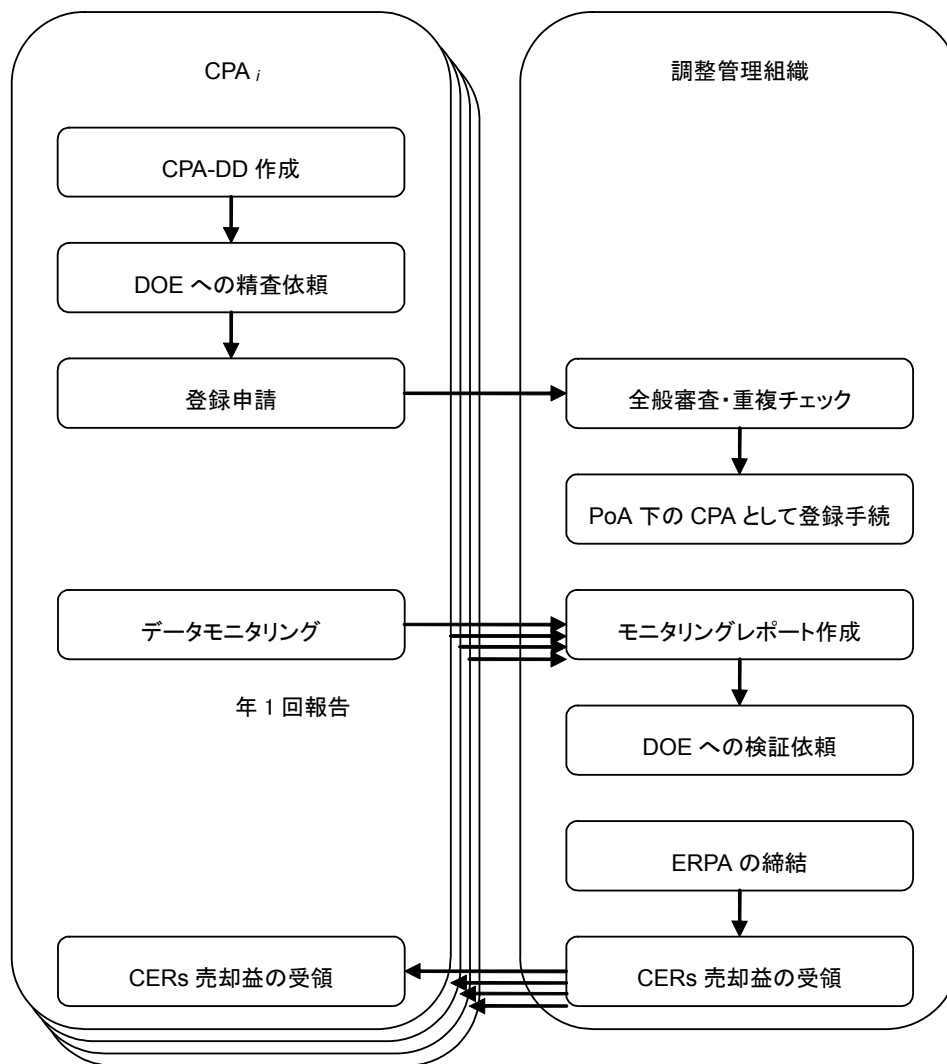 CPA i
調整管理組織
CPA-DD 作成
DOE への精査依頼
登録申請
全般審査・重複チェック
PoA 下の CPA として登録手続
データモニタリング
モニタリングレポート作成
年 1 回報告
DOE への検証依頼
ERPA の締結
CERs 売却益の受領
CERs 売却益の受領